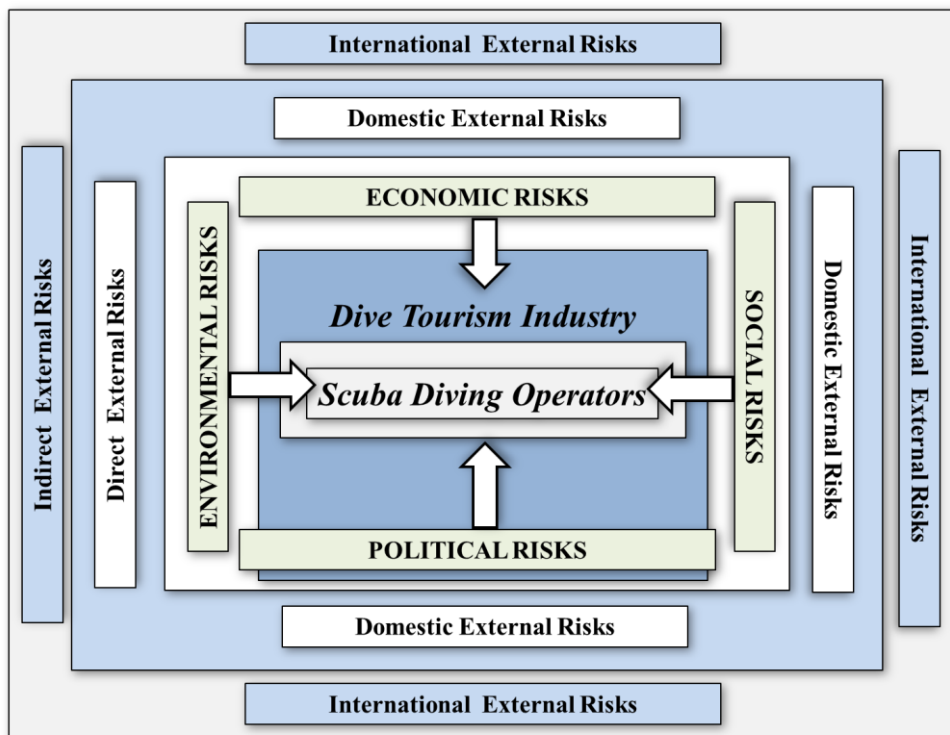 International External Risks
Domestic External Risks
ECONOMIC RISKS
Indirect External Risks
Direct External Risks
ENVIRONMENTAL RISKS
Dive Tourism Industry
Scuba Diving Operators
SOCIAL RISKS
Domestic External Risks
International External Risks
POLITICAL RISKS
Domestic External Risks
International External Risks